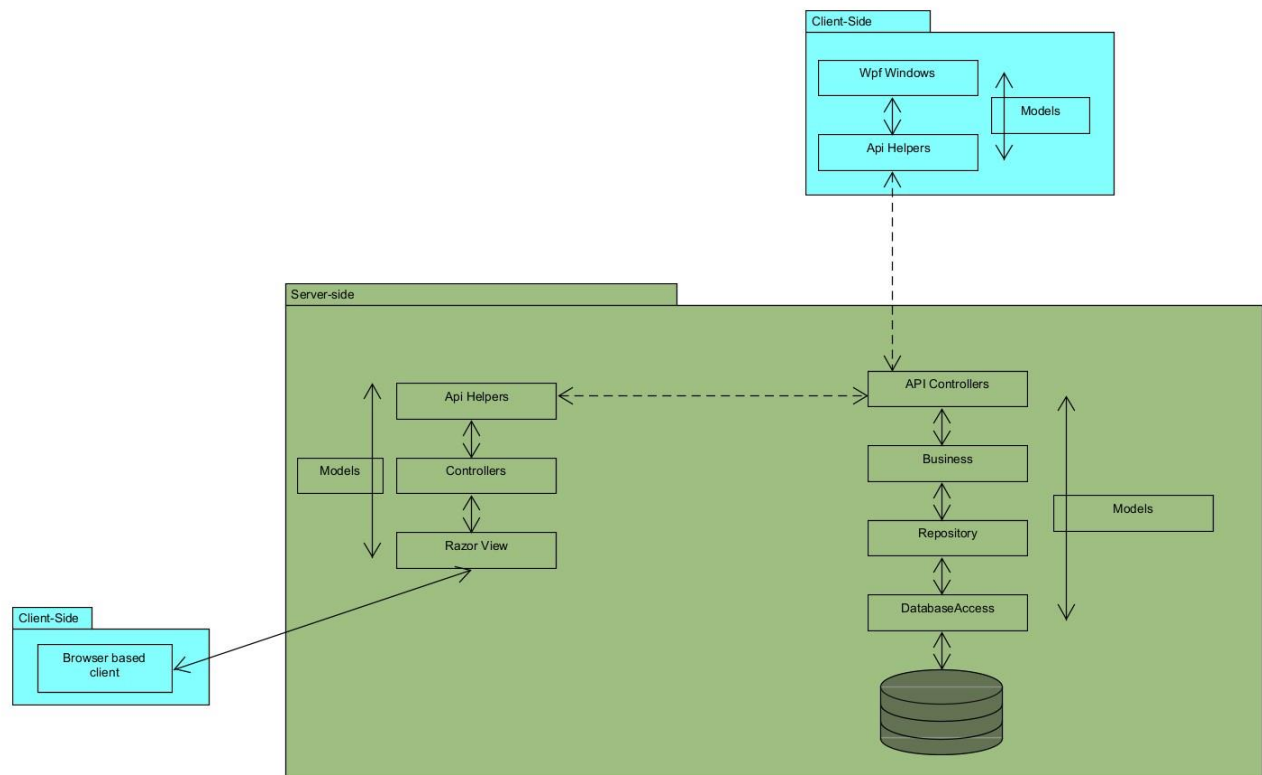 Client-Side
Wpf Windows
Models
Api Helpers
Server-side
API Controllers
Api Helpers
Business
Models
Controllers
Models
Repository
Razor View
DatabaseAccess
Client-Side
Browser based
client